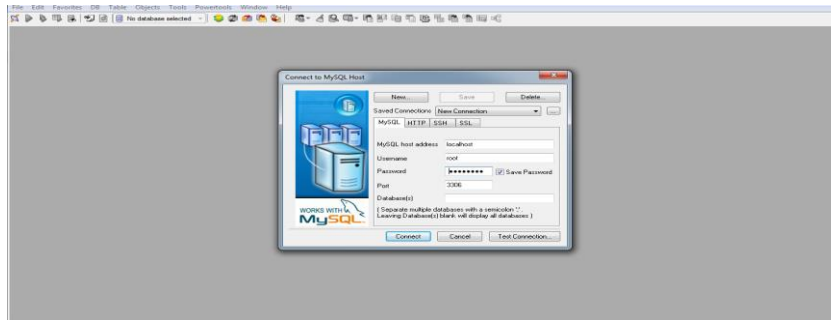 File Edit Favorites DB Table Objects Tools Powertools Window Help
No database selected
Connect to MySQL Host
New... Save Delete...
Saved Connections New Connection ...
MySQL HTTP SSH SSL
MySQL host address localhost
Username root
Password ******** Save Password
Port 3306
Database(s)
( Separate multiple databases with a semicolon ';'.
Leaving Database(s) blank will display all databases )
WORKS WITH
MySQL
Connect Cancel Test Connection...